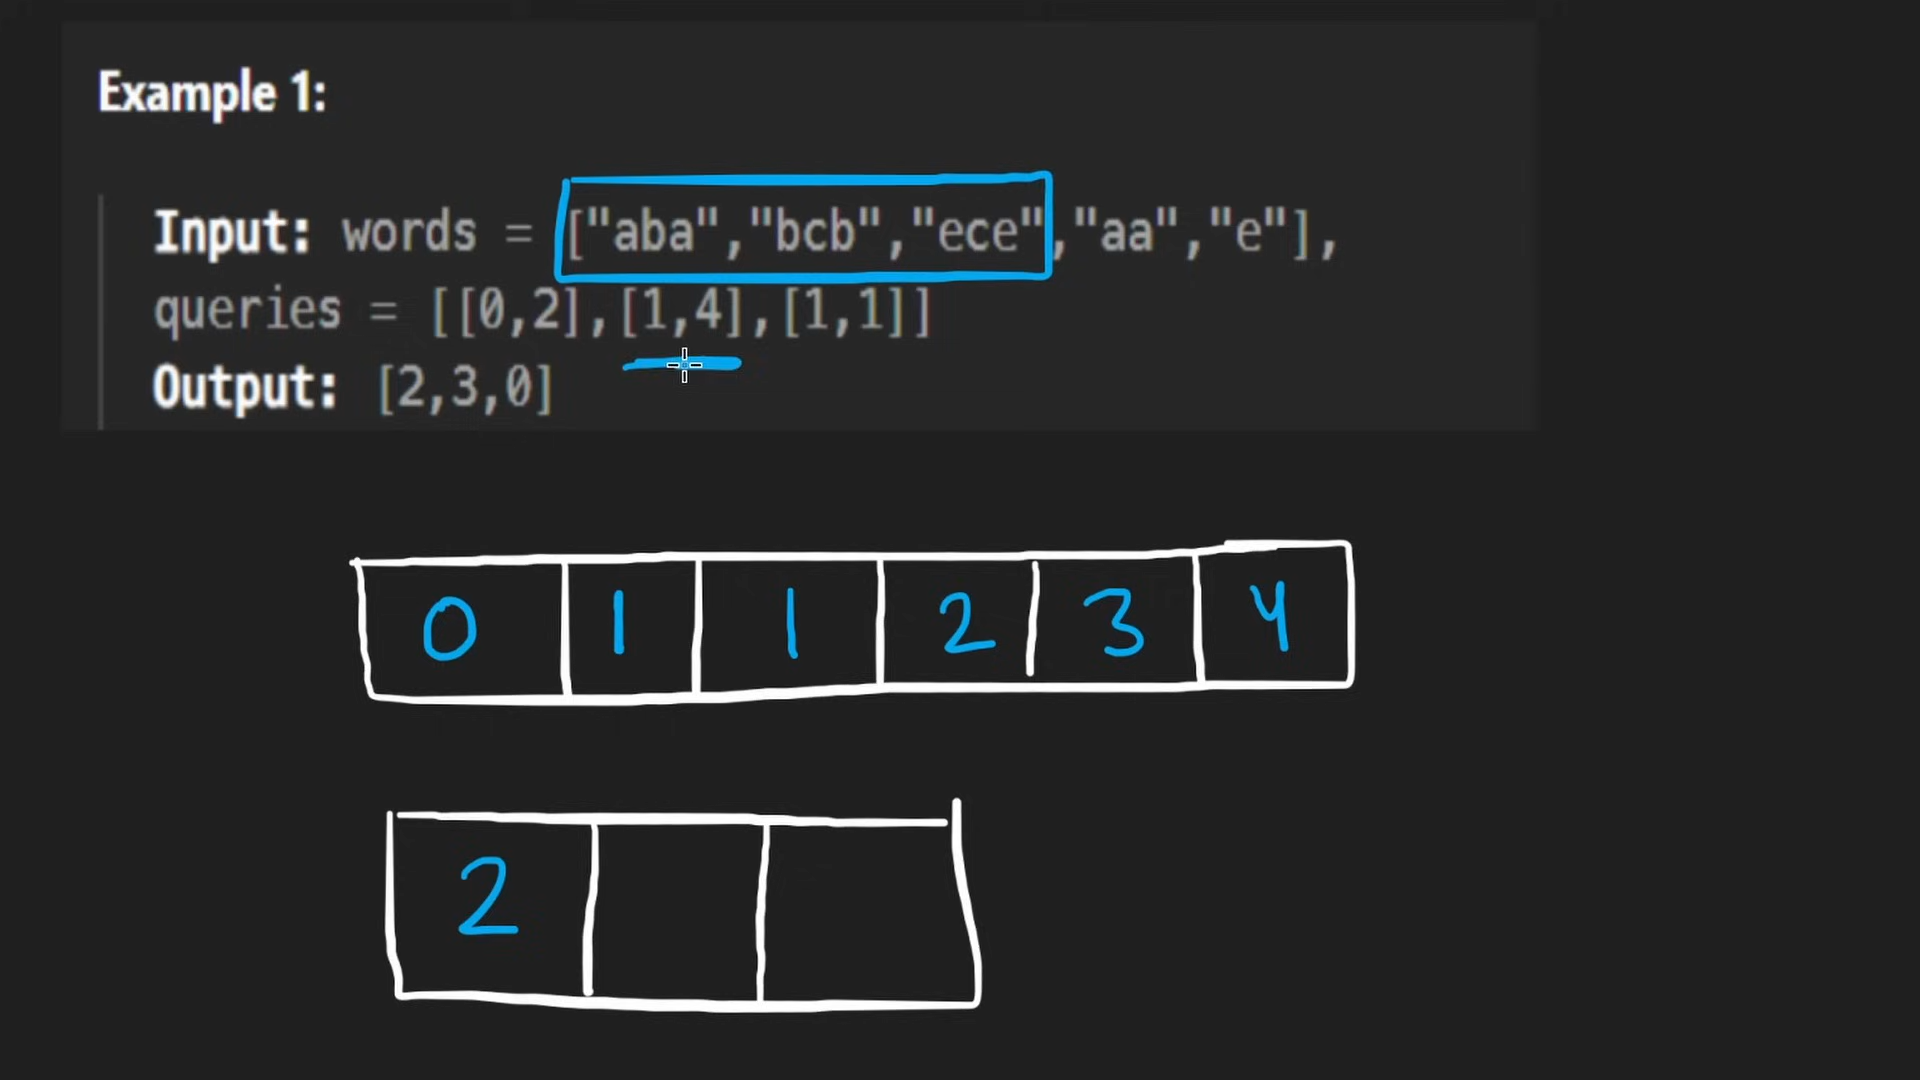 Example 1:
Input: words = ["aba","bcb","ece","aa","e"],
queries = [[0,2],[1,4],[1,1]]
Output: [2,3,0]
0 1 1 2 3 4
2